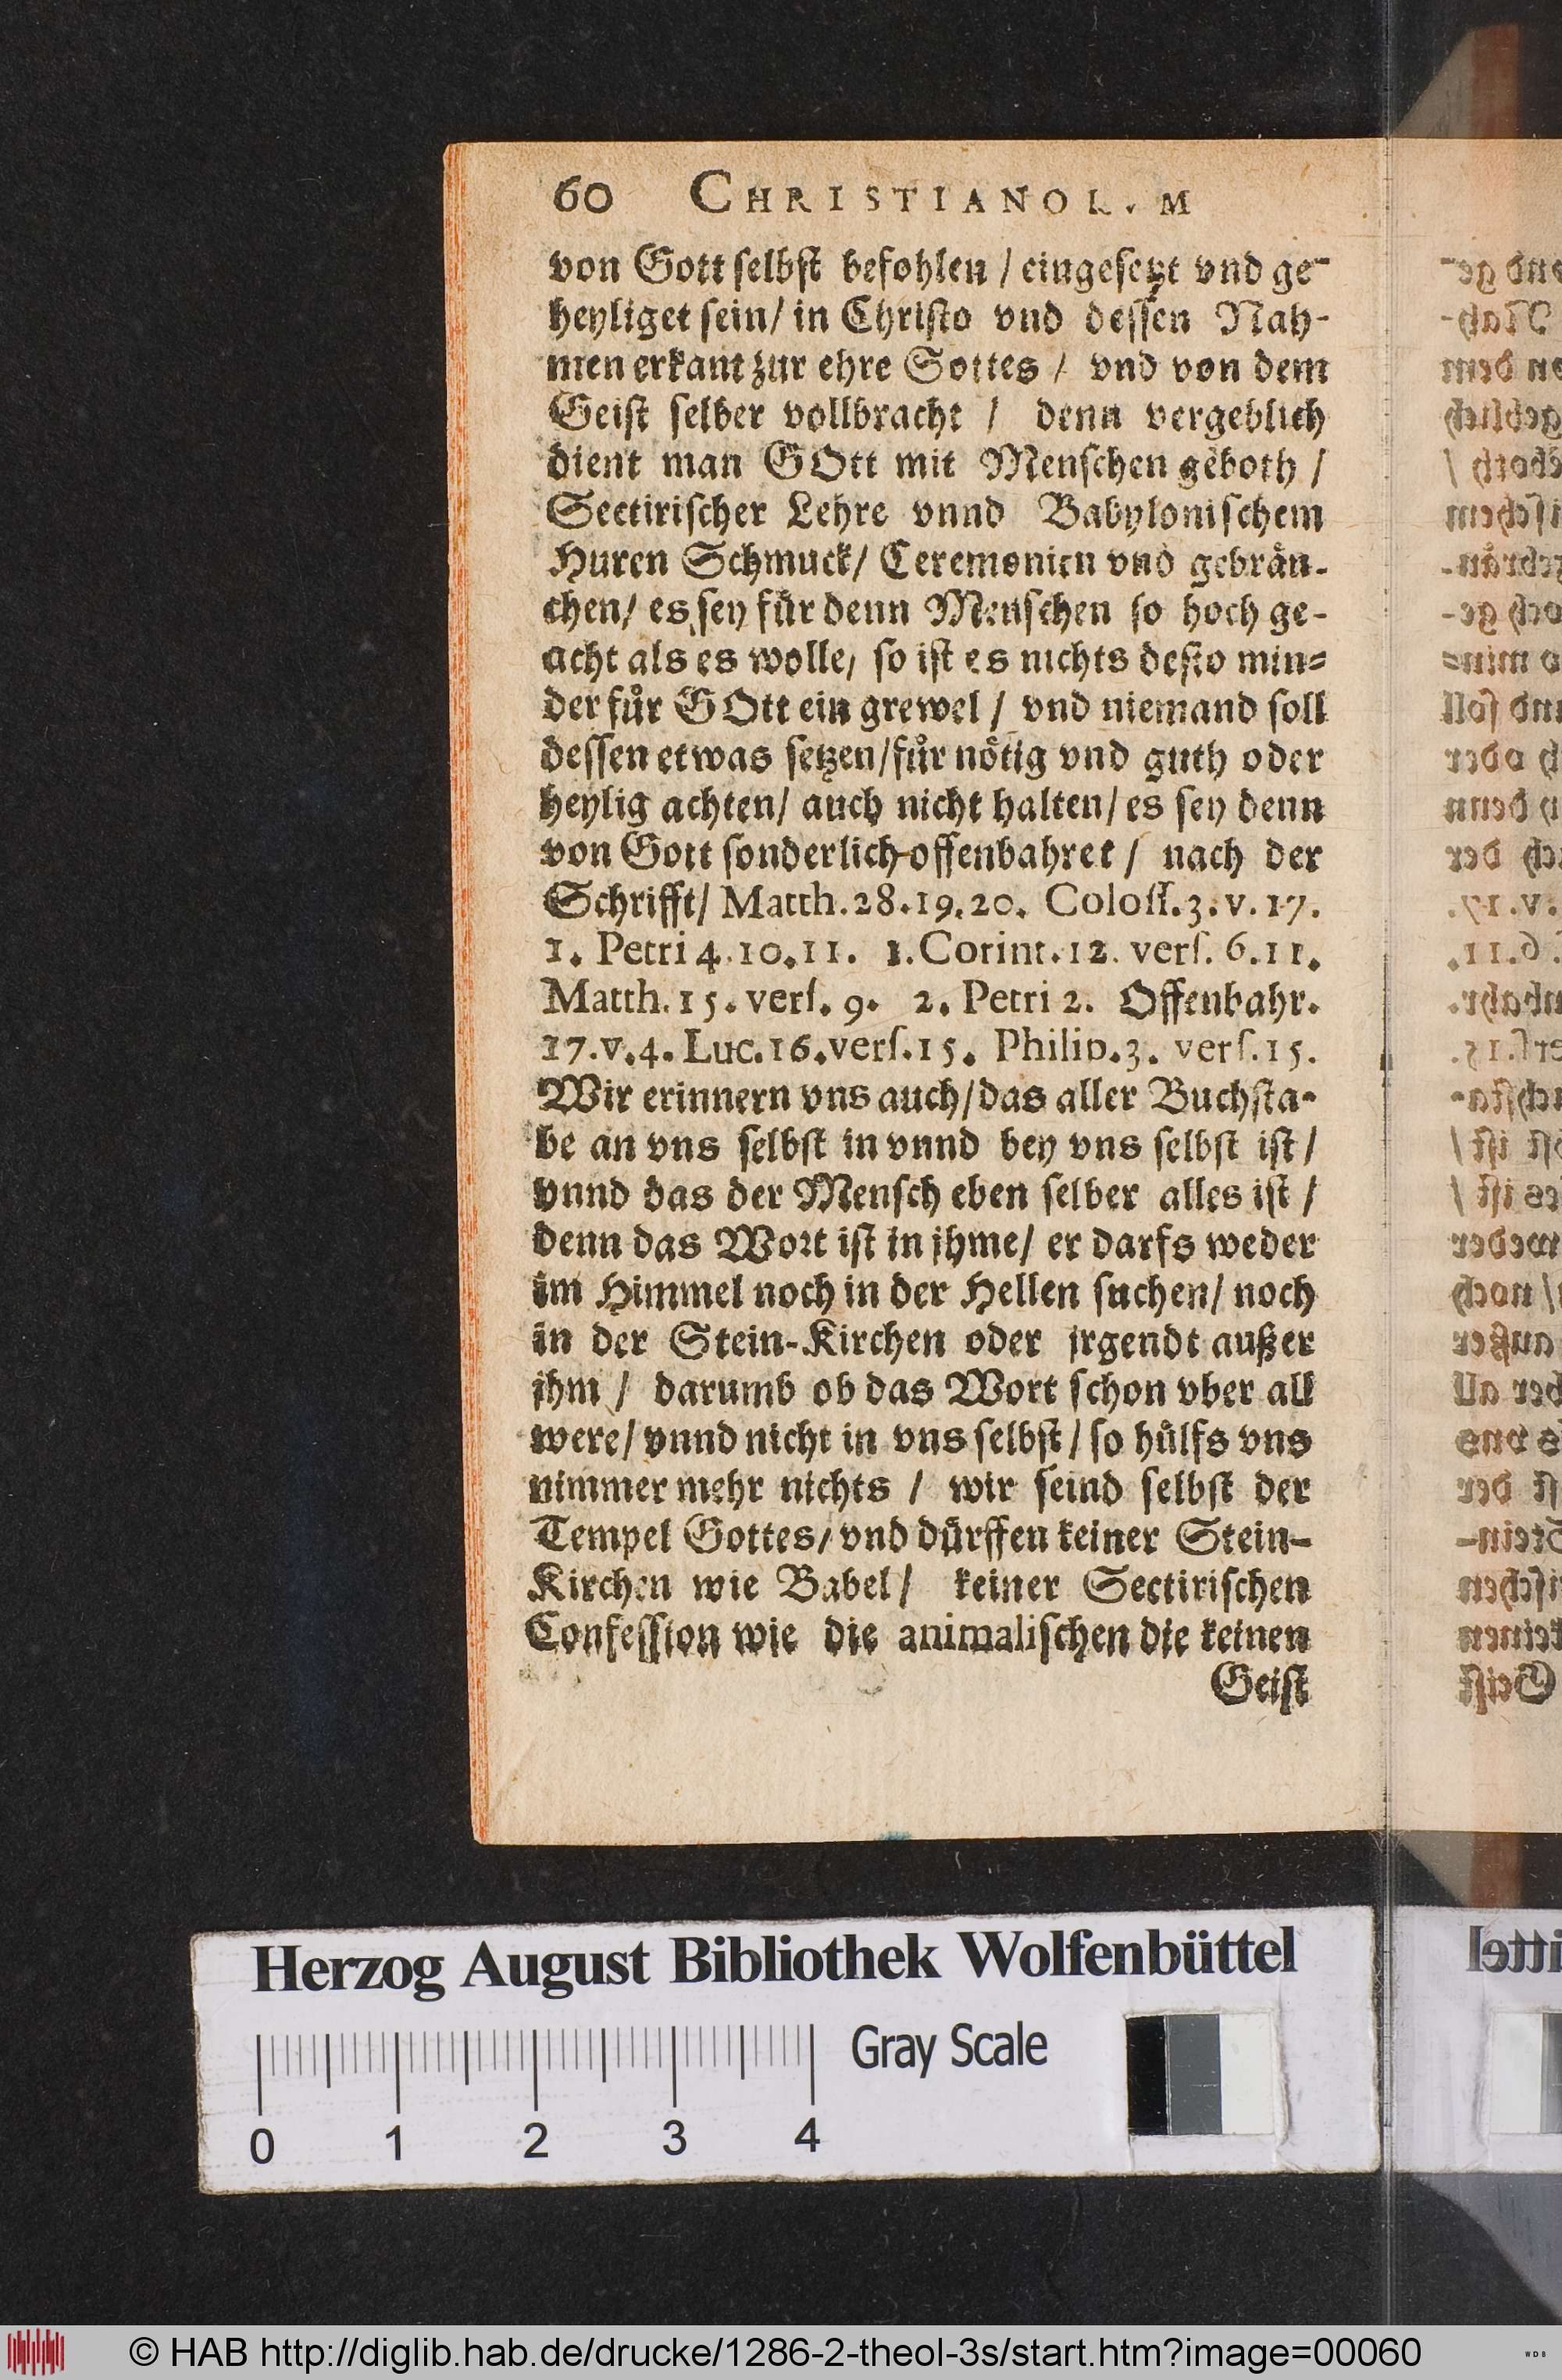 60 CHRISTIANOR.M
von Gott selbst befohlen / eingesetzt vnd ge-
heyliget sein/ in Christo vnd dessen Nah-
men erkant zur ehre Gottes / vnd von dem
Geist selber vollbracht / denn vergeblich
dient man GOtt mit Menschen geboth /
Sectirischer Lehre vnnd Babylonischem
Huren Schmuck/ Ceremonien vnd gebräu-
chen/ es sey für denn Menschen so hoch ge-
acht als es wolle/ so ist es nichts desto min-
der für GOtt ein grewel / vnd niemand soll
dessen etwas setzen/für nötig vnd guth oder
heylig achten/ auch nicht halten/ es sey denn
von Gott sonderlich offenbahret / nach der
Schrifft/ Matth.28.19.20. Coloss.3.v.17.
1. Petri 4.10.11. 1.Corint.12. vers. 6.11.
Matth.15.vers.9. 2. Petri 2. Offenbahr.
17.v.4. Luc.16.vers.15. Philip.3. vers.15.
Wir erinnern vns auch/das aller Buchsta-
be an vns selbst in vnnd bey vns selbst ist /
vnnd das der Mensch eben selber alles ist /
denn das Wort ist in jhme/ er darfs weder
im Himmel noch in der Hellen suchen/ noch
in der Stein-Kirchen oder jrgendt außer
jhm / darumb ob das Wort schon vber all
were/ vnnd nicht in vns selbst / so hülfs vns
nimmer mehr nichts / wir seind selbst der
Tempel Gottes/ vnd dürffen keiner Stein-
Kirchen wie Babel / keiner Sectirischen
Confession wie die animalischen die keinen
Geist
Herzog August Bibliothek Wolfenbüttel
Gray Scale
0 1 2 3 4
© HAB http://diglib.hab.de/drucke/1286-2-theol-3s/start.htm?image=00060
WDB